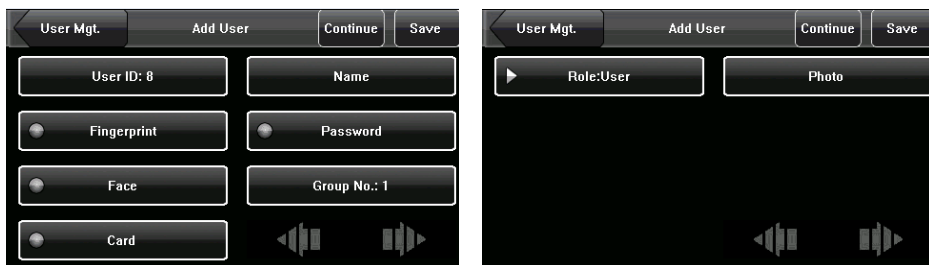 User Mgt. Add User Continue Save
User ID: 8 Name
Fingerprint Password
Face Group No.: 1
Card
User Mgt. Add User Continue Save
Role:User Photo